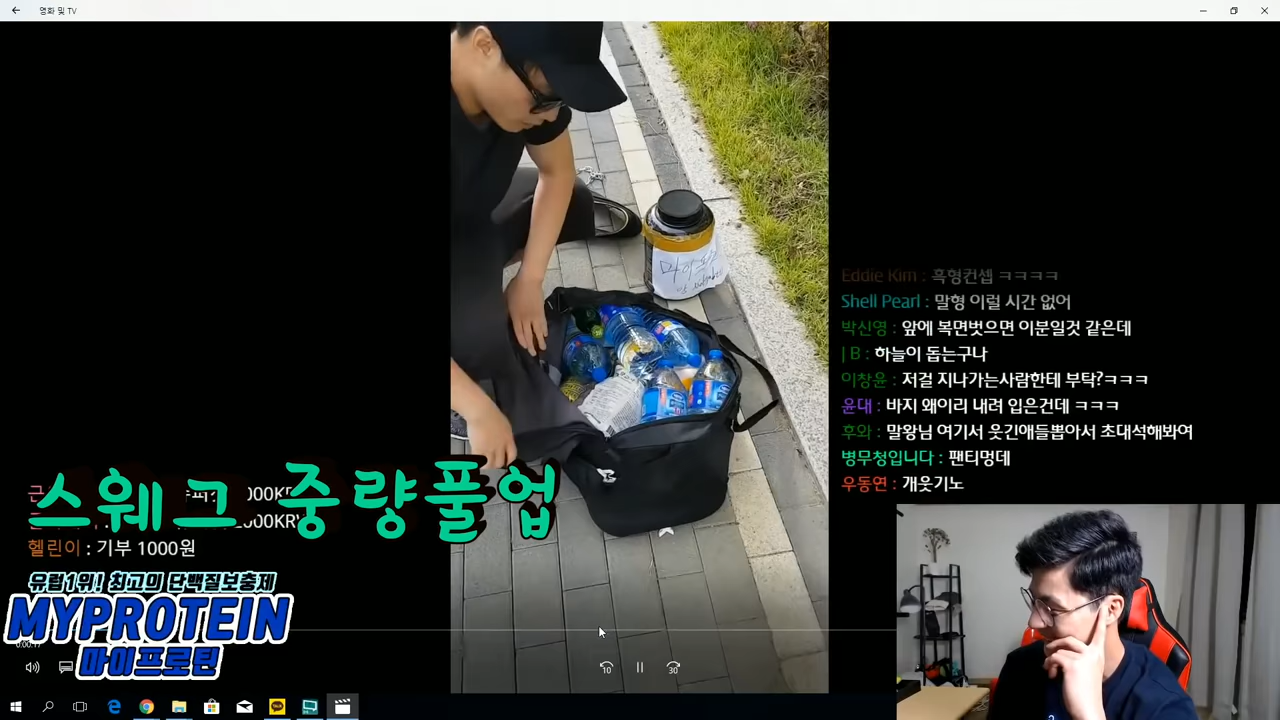 영화 및 TV
마이프로틴
Eddie Kim : 흑형컨셉 ㅋㅋㅋㅋ
Shell Pearl : 말형 이럴 시간 없어
박신영 : 앞에 복면벗으면 이분일것 같은데
| B : 하늘이 돕는구나
이창윤 : 저걸 지나가는사람한테 부탁?ㅋㅋㅋ
윤대 : 바지 왜이리 내려 입은건데 ㅋㅋㅋ
후와 : 말왕님 여기서 웃긴애들뽑아서 초대석해봐여
병무청입니다 : 팬티멍데
우동연 : 개웃기노
스웨그 중량풀업
헬린이 : 기부 1000원
유럽1위! 최고의 단백질보충제
MYPROTEIN
마이프로틴
10
30